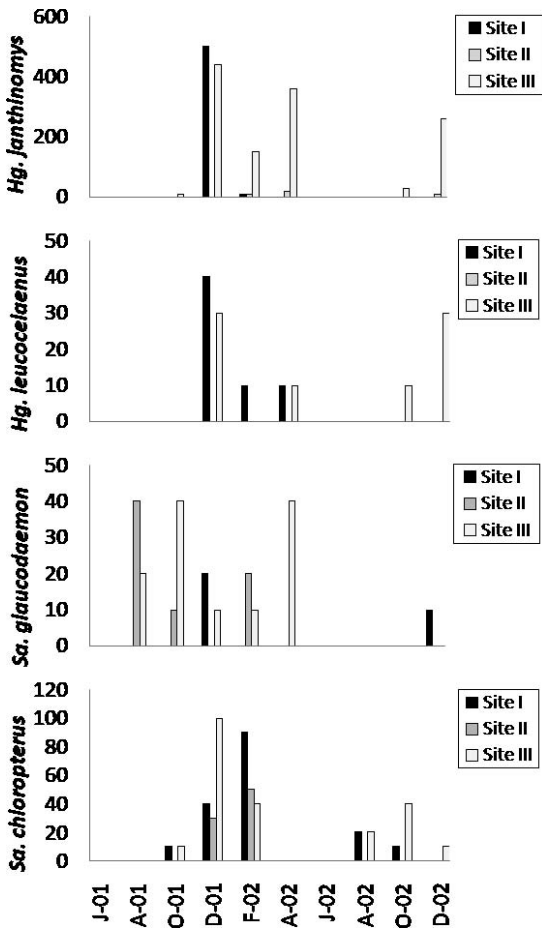 600
400
200
0
Hg. janthinomys
Site I
Site II
Site III
50
40
30
20
10
0
Hg. leucocelaenus
Site I
Site II
Site III
50
40
30
20
10
0
Sa. glaucodaemon
Site I
Site II
Site III
120
100
80
60
40
20
0
Sa. chloropterus
Site I
Site II
Site III
J-01
A-01
O-01
D-01
F-02
A-02
J-02
A-02
O-02
D-02